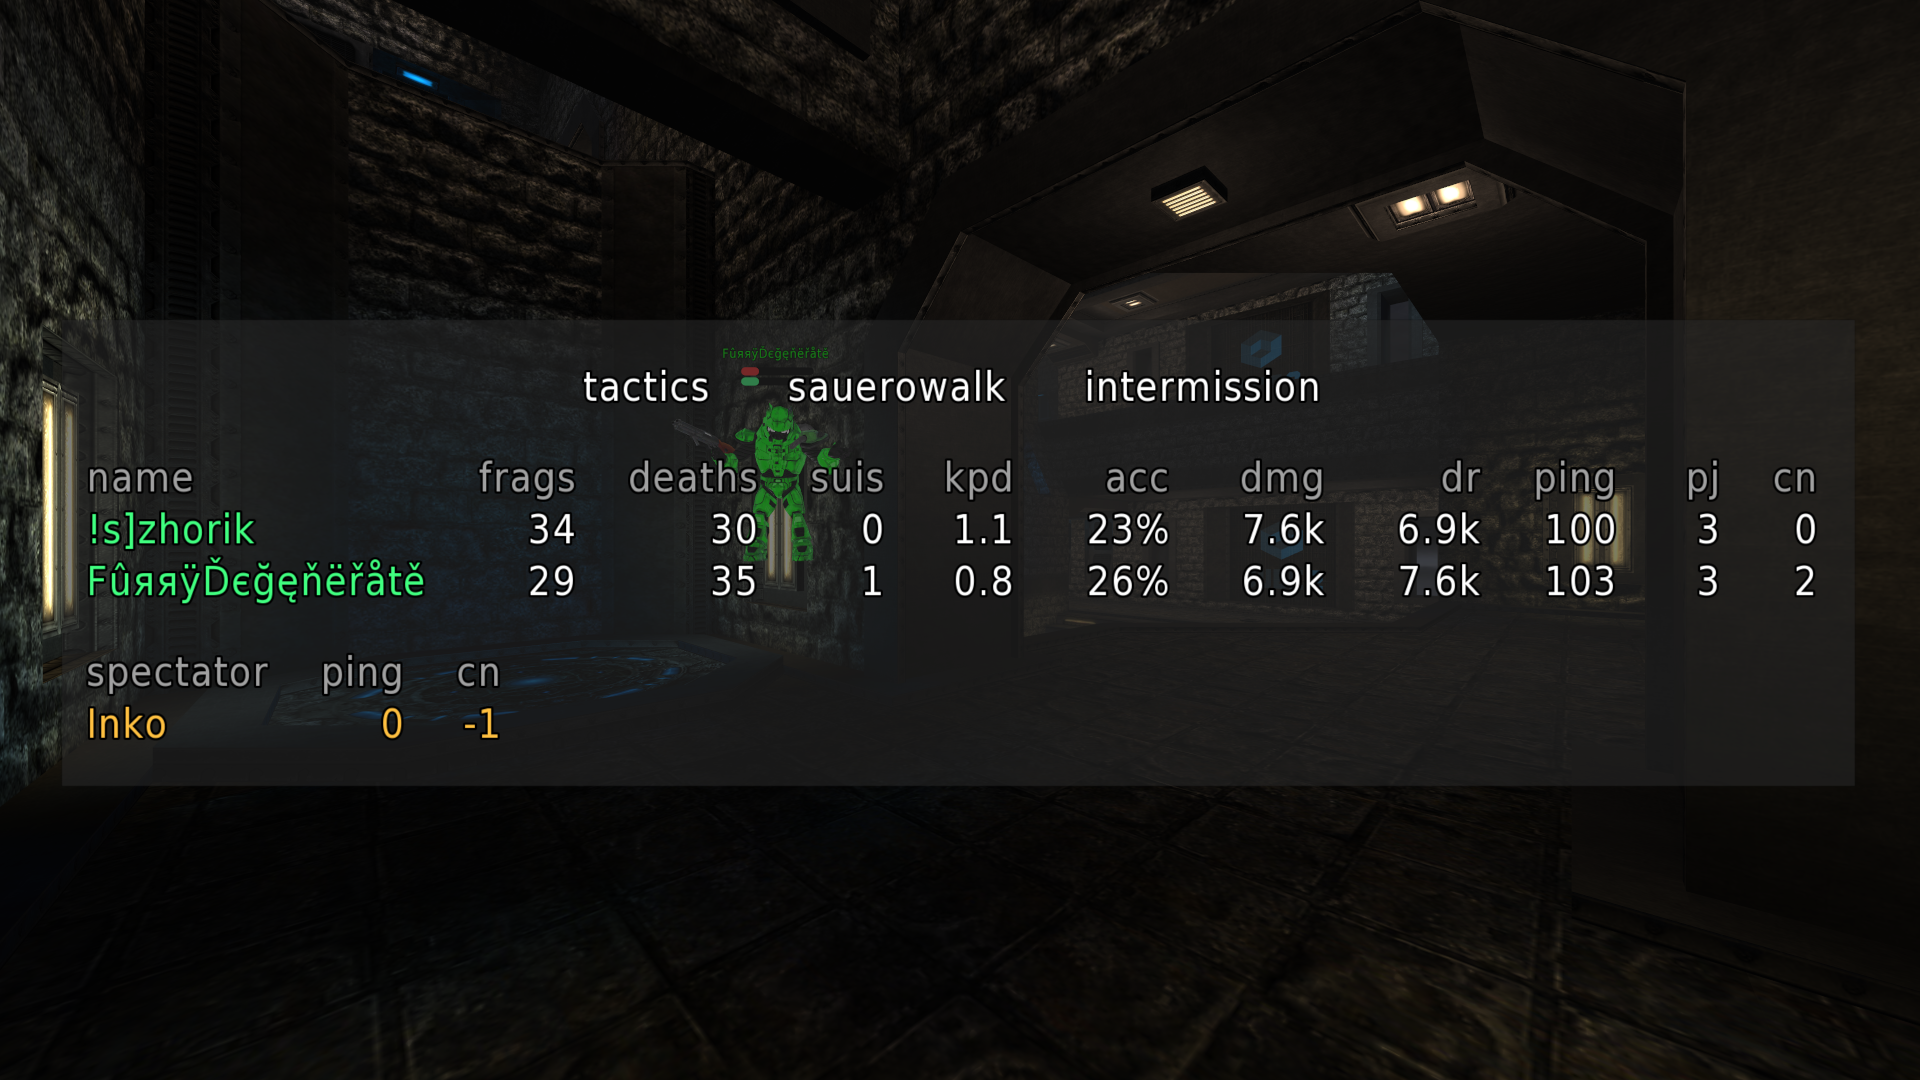 FûяяÿĎєğęňëřåtě
tactics sauerowalk intermission
name frags deaths suis kpd acc dmg dr ping pj cn
!s]zhorik 34 30 0 1.1 23% 7.6k 6.9k 100 3 0
FûяяÿĎєğęňëřåtě 29 35 1 0.8 26% 6.9k 7.6k 103 3 2
spectator ping cn
Inko 0 -1